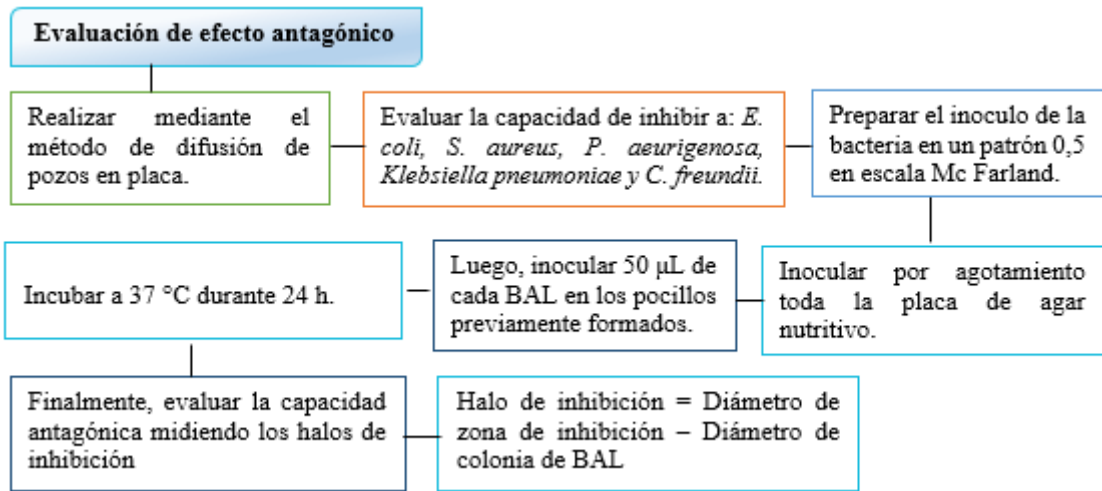 Evaluación de efecto antagónico
Realizar mediante el
método de difusión de
pozos en placa.
Evaluar la capacidad de inhibir a: E.
coli, S. aureus, P. aeurigenosa,
Klebsiella pneumoniae y C. freundii.
Preparar el inoculo de la
bacteria en un patrón 0,5
en escala Mc Farland.
Inocular por agotamiento
toda la placa de agar
nutritivo.
Luego, inocular 50 µL de
cada BAL en los pocillos
previamente formados.
Incubar a 37 °C durante 24 h.
Finalmente, evaluar la capacidad
antagónica midiendo los halos de
inhibición
Halo de inhibición = Diámetro de
zona de inhibición – Diámetro de
colonia de BAL